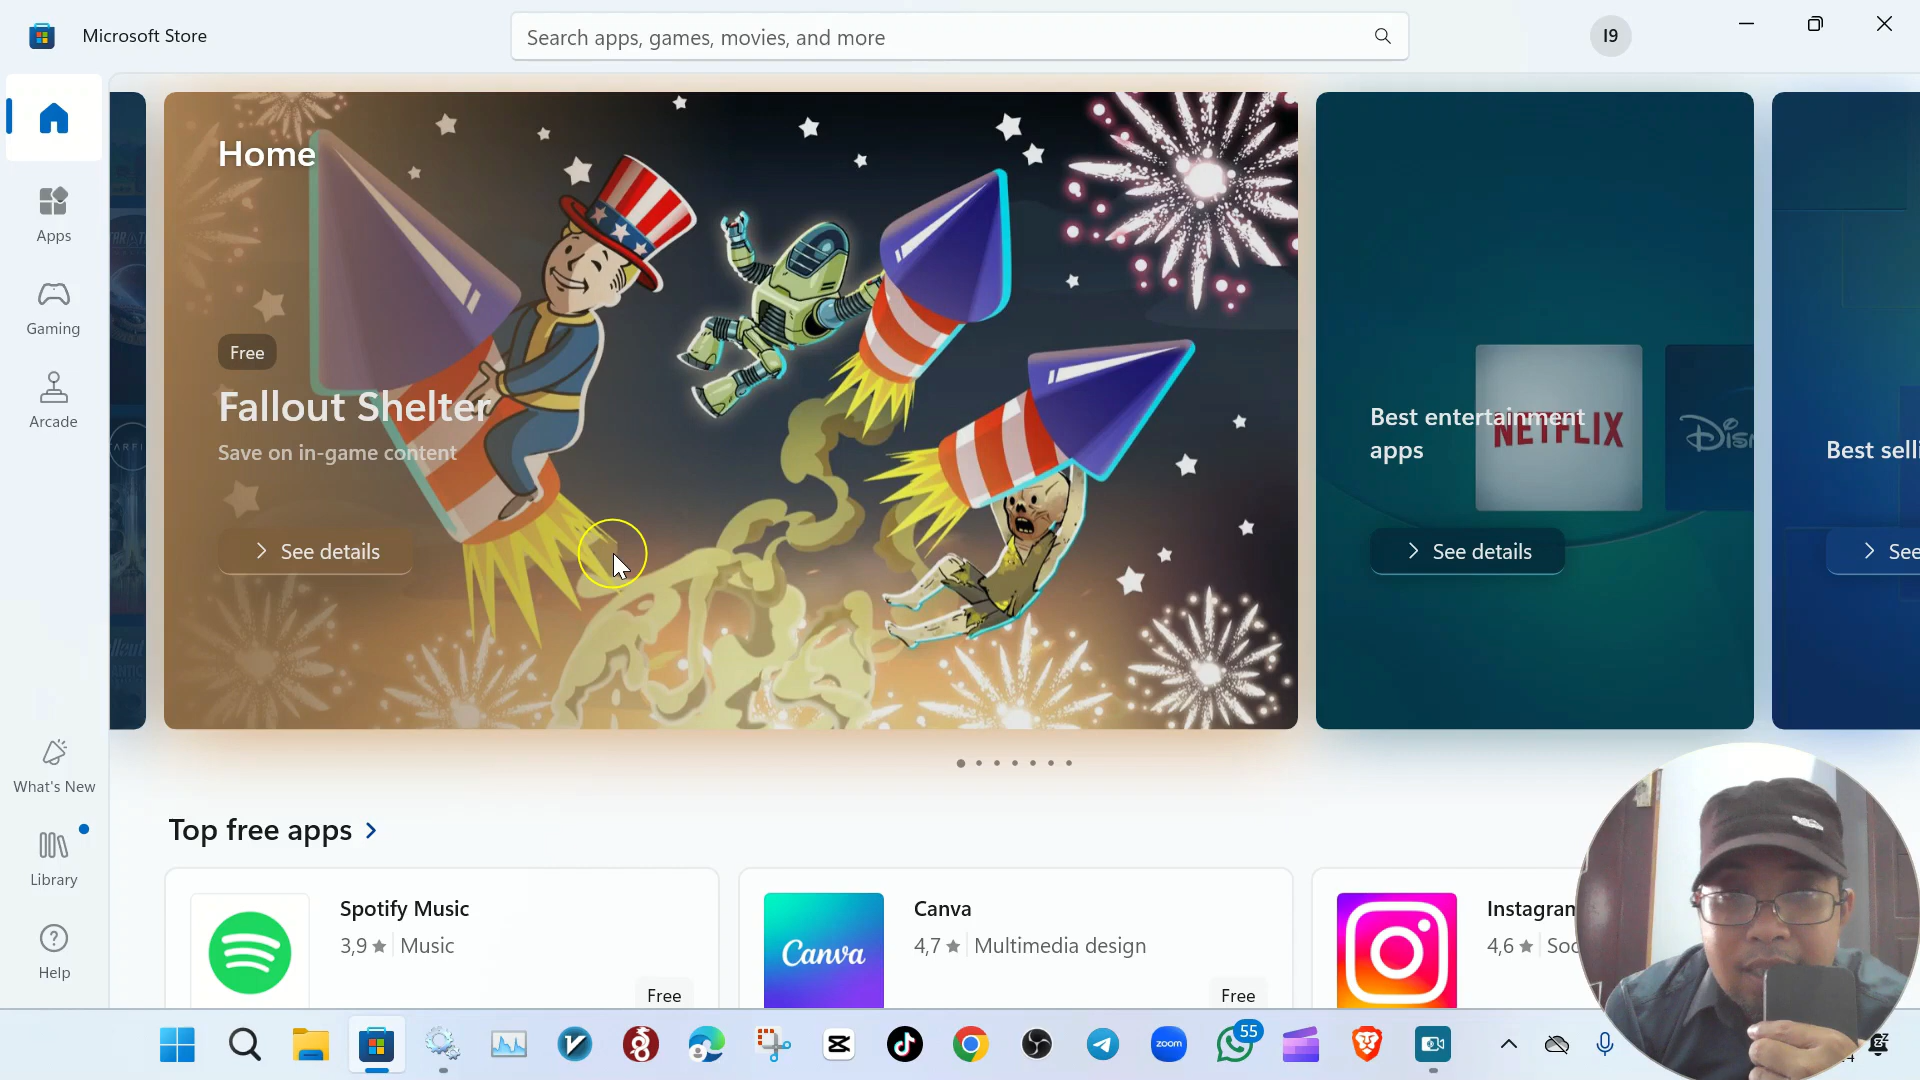 Microsoft Store
Search apps, games, movies, and more
I9
Home
Apps
Gaming
Arcade
What's New
Library
Help
Free
Fallout Shelter
Save on in-game content
See details
Best entertainment
apps
NETFLIX
See details
Best selli
See
Top free apps
Spotify Music
3,9 ★ Music
Free
Canva
Canva
4,7 ★ Multimedia design
Free
Instagram
4,6 ★ Soc
zoom
55